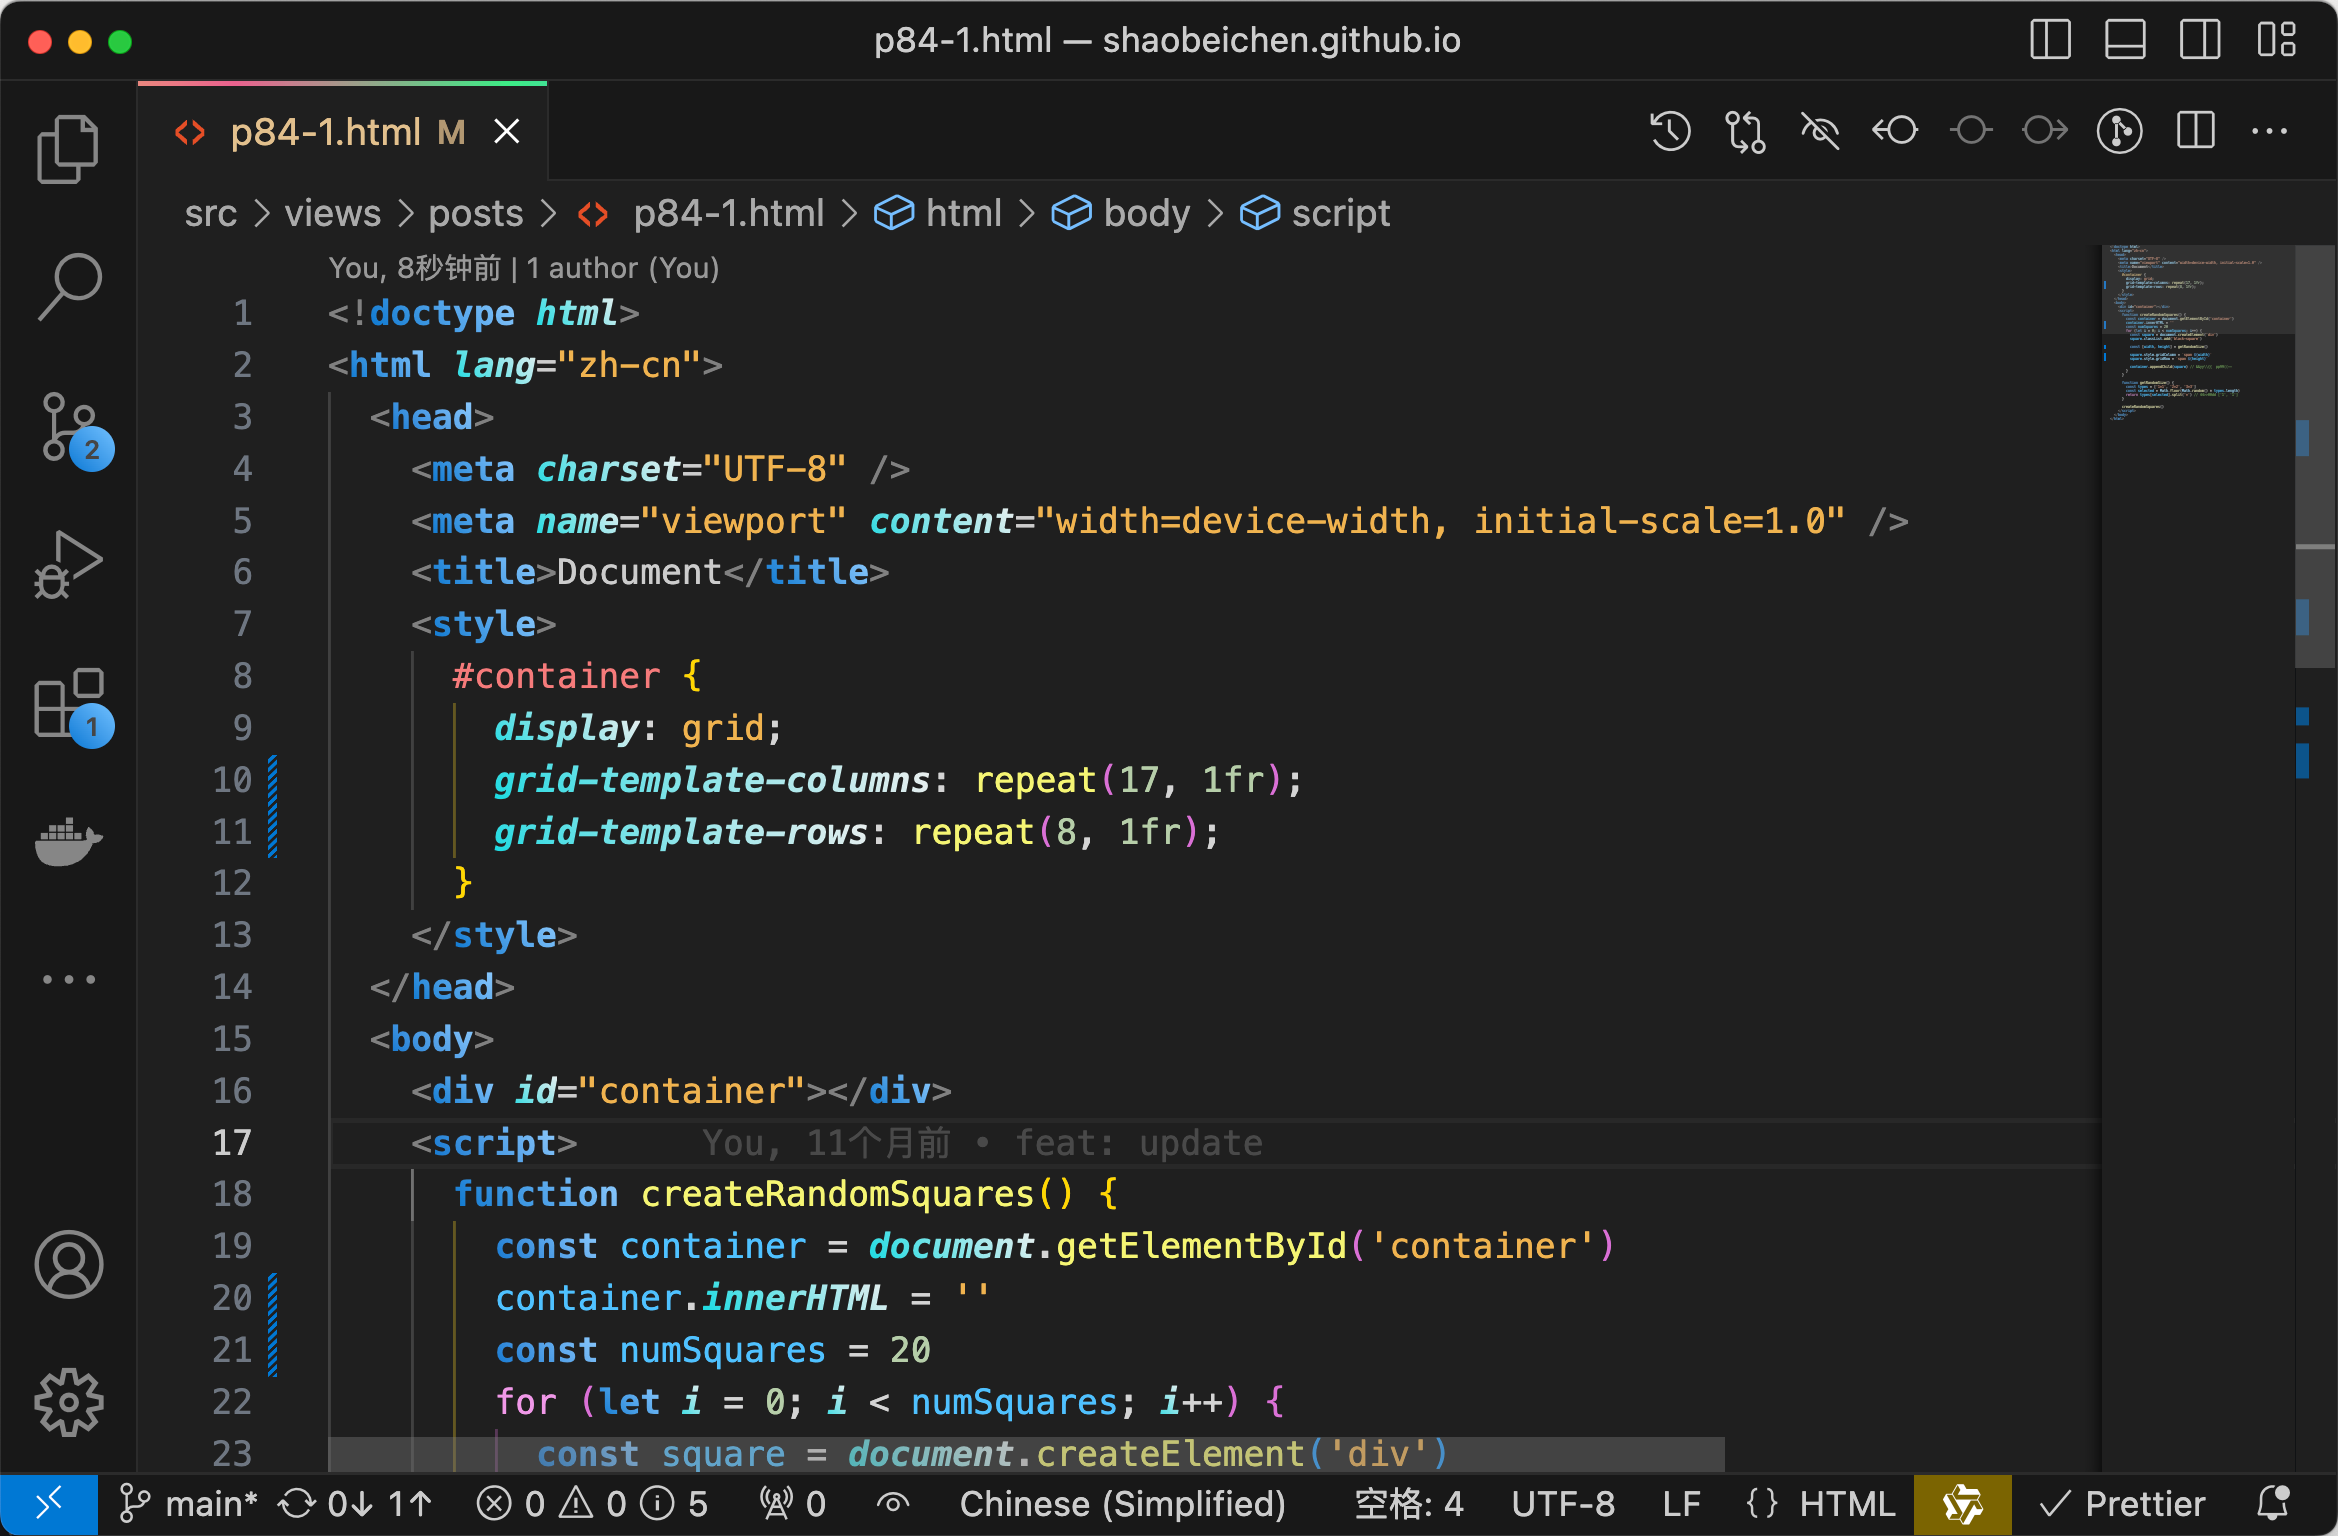 p84-1.html — shaobeichen.github.io
p84-1.html M
src > views > posts > p84-1.html > html > body > script
You, 8秒钟前 | 1 author (You)
1 <!doctype html>
2 <html lang="zh-cn">
3 <head>
4 <meta charset="UTF-8" />
5 <meta name="viewport" content="width=device-width, initial-scale=1.0" />
6 <title>Document</title>
7 <style>
8 #container {
9 display: grid;
10 grid-template-columns: repeat(17, 1fr);
11 grid-template-rows: repeat(8, 1fr);
12 }
13 </style>
14 </head>
15 <body>
16 <div id="container"></div>
17 <script> You, 11个月前 • feat: update
18 function createRandomSquares() {
19 const container = document.getElementById('container')
20 container.innerHTML = ''
21 const numSquares = 20
22 for (let i = 0; i < numSquares; i++) {
23 const square = document.createElement('div')
2
1
main* 0↓ 1↑ 0 0 5 0 Chinese (Simplified) 空格: 4 UTF-8 LF {} HTML Prettier